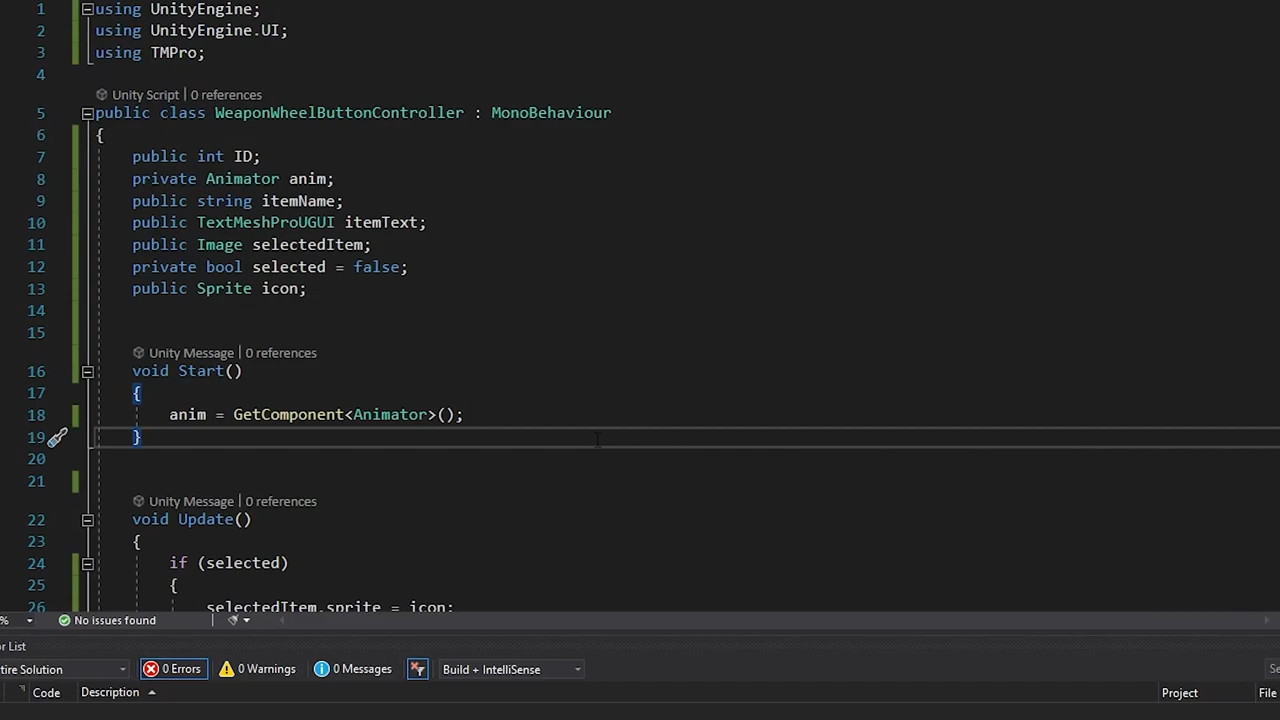 1 using UnityEngine;
2 using UnityEngine.UI;
3 using TMPro;
4
Unity Script | 0 references
5 public class WeaponWheelButtonController : MonoBehaviour
6 {
7 public int ID;
8 private Animator anim;
9 public string itemName;
10 public TextMeshProUGUI itemText;
11 public Image selectedItem;
12 private bool selected = false;
13 public Sprite icon;
14
15
Unity Message | 0 references
16 void Start()
17 {
18 anim = GetComponent<Animator>();
19 }
20
21
Unity Message | 0 references
22 void Update()
23 {
24 if (selected)
25 {
26 selectedItem.sprite = icon;
% No issues found
or List
tire Solution 0 Errors 0 Warnings 0 Messages Build + IntelliSense Se
Code Description Project File